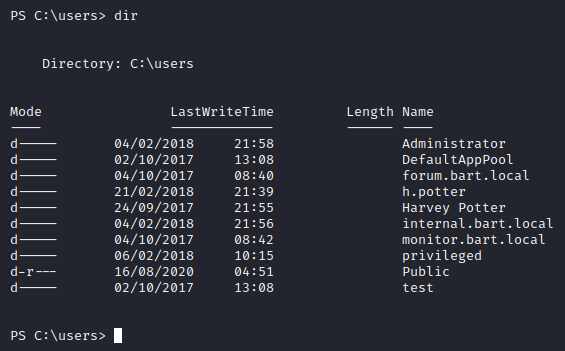 PS C:\users> dir
Directory: C:\users
Mode LastWriteTime Length Name
---- ------------- ------ ----
d----- 04/02/2018 21:58 Administrator
d----- 02/10/2017 13:08 DefaultAppPool
d----- 04/10/2017 08:40 forum.bart.local
d----- 21/02/2018 21:39 h.potter
d----- 24/09/2017 21:55 Harvey Potter
d----- 04/02/2018 21:56 internal.bart.local
d----- 04/10/2017 08:42 monitor.bart.local
d----- 06/02/2018 10:15 privileged
d-r--- 16/08/2020 04:51 Public
d----- 02/10/2017 13:08 test
PS C:\users>